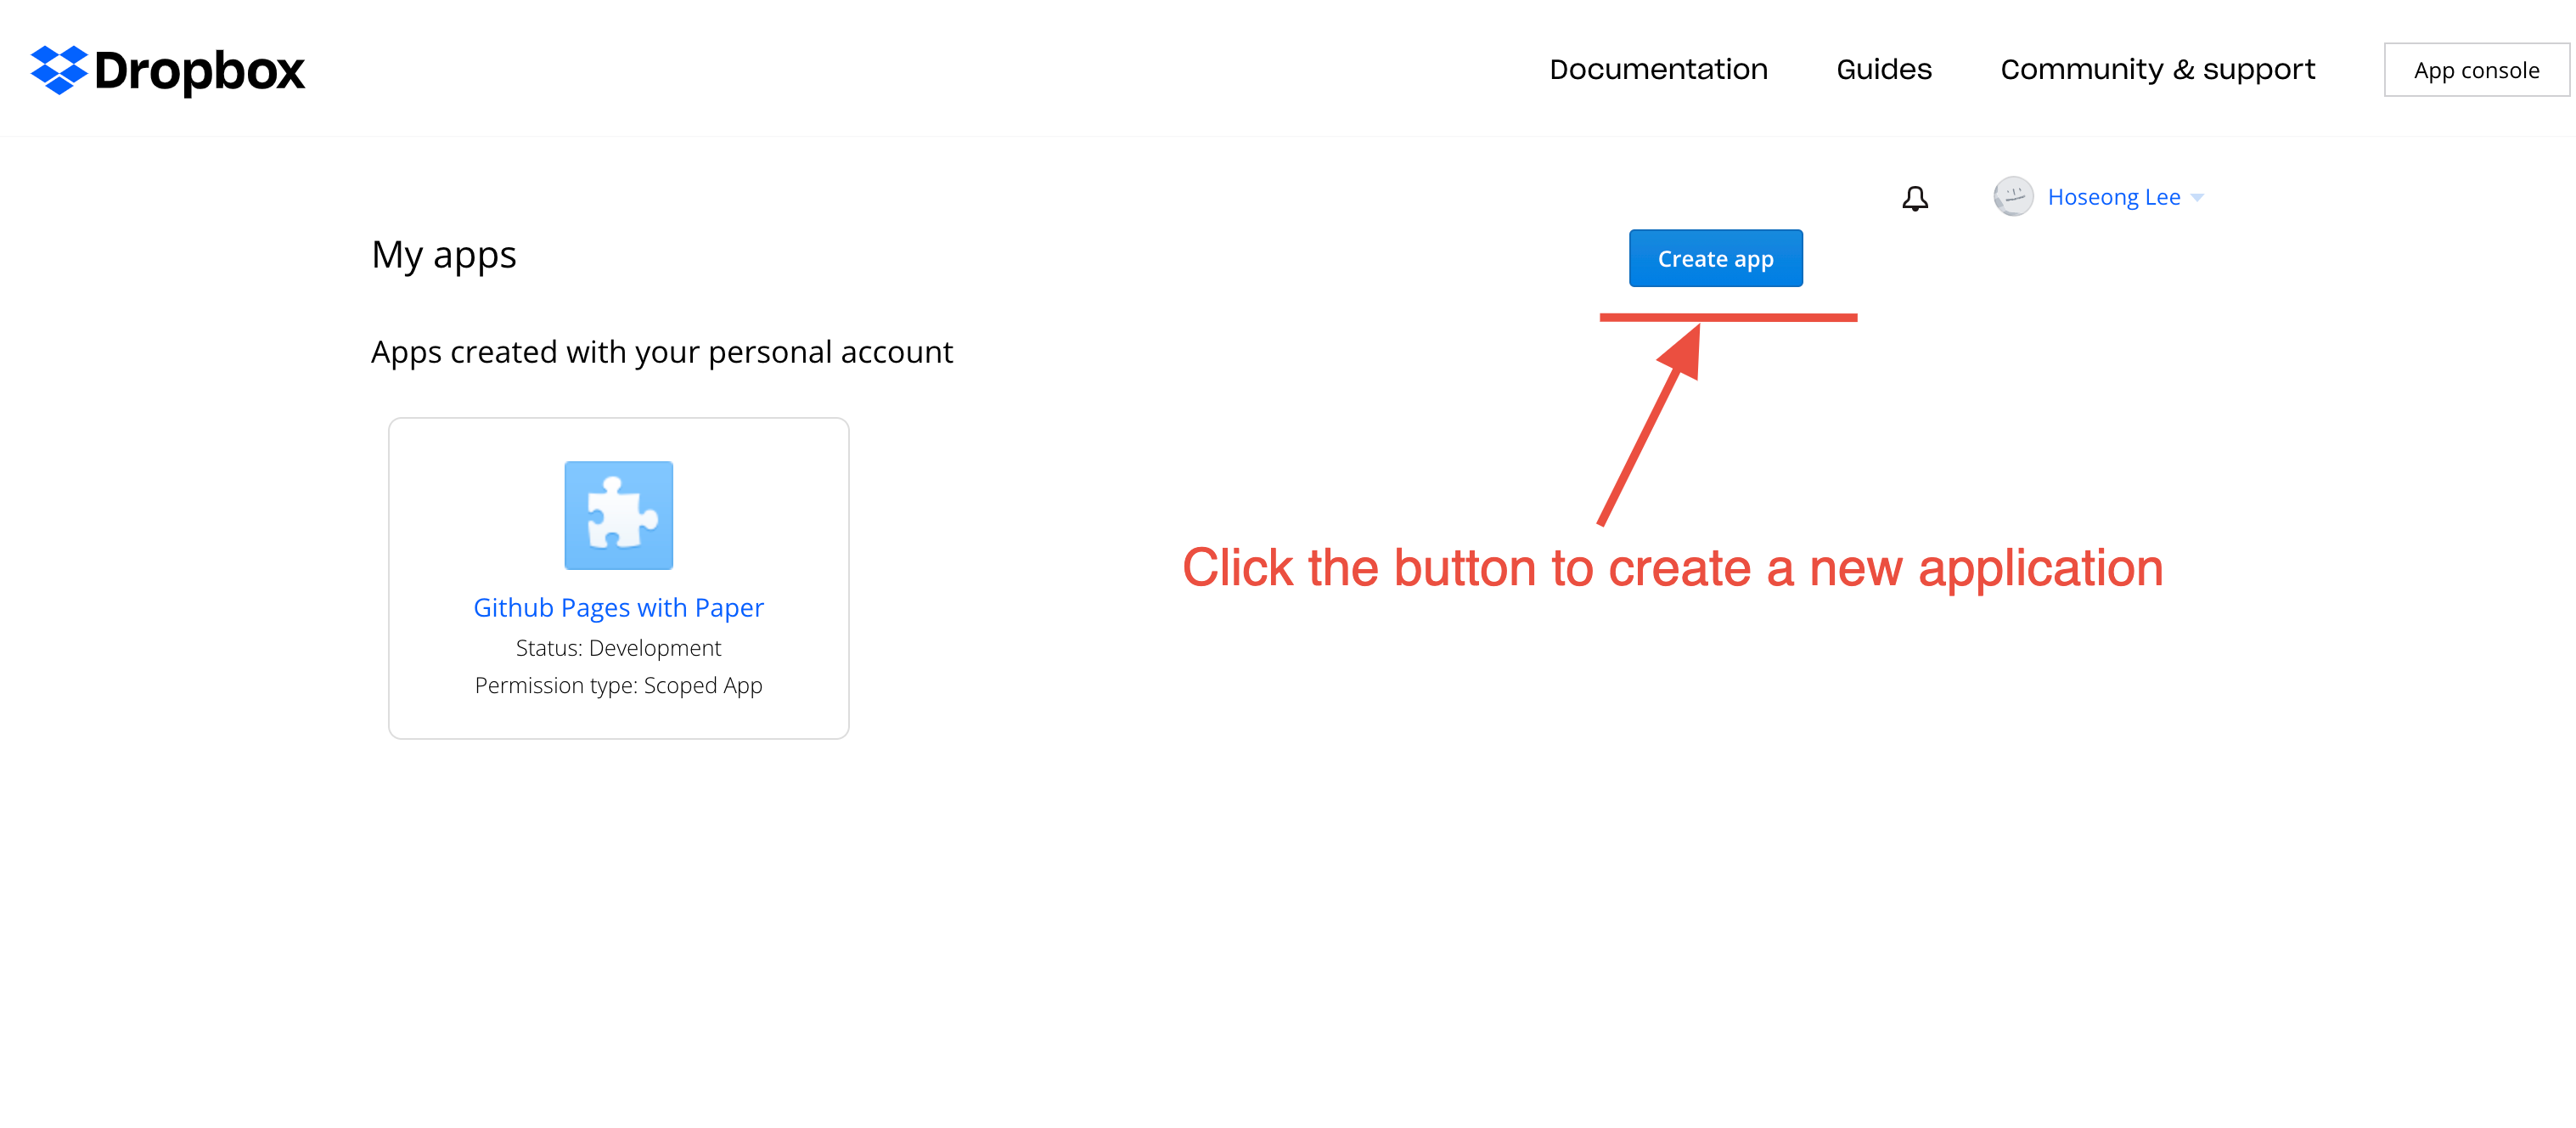 Dropbox
Documentation
Guides
Community & support
App console
Hoseong Lee
My apps
Create app
Apps created with your personal account
Github Pages with Paper
Status: Development
Permission type: Scoped App
Click the button to create a new application